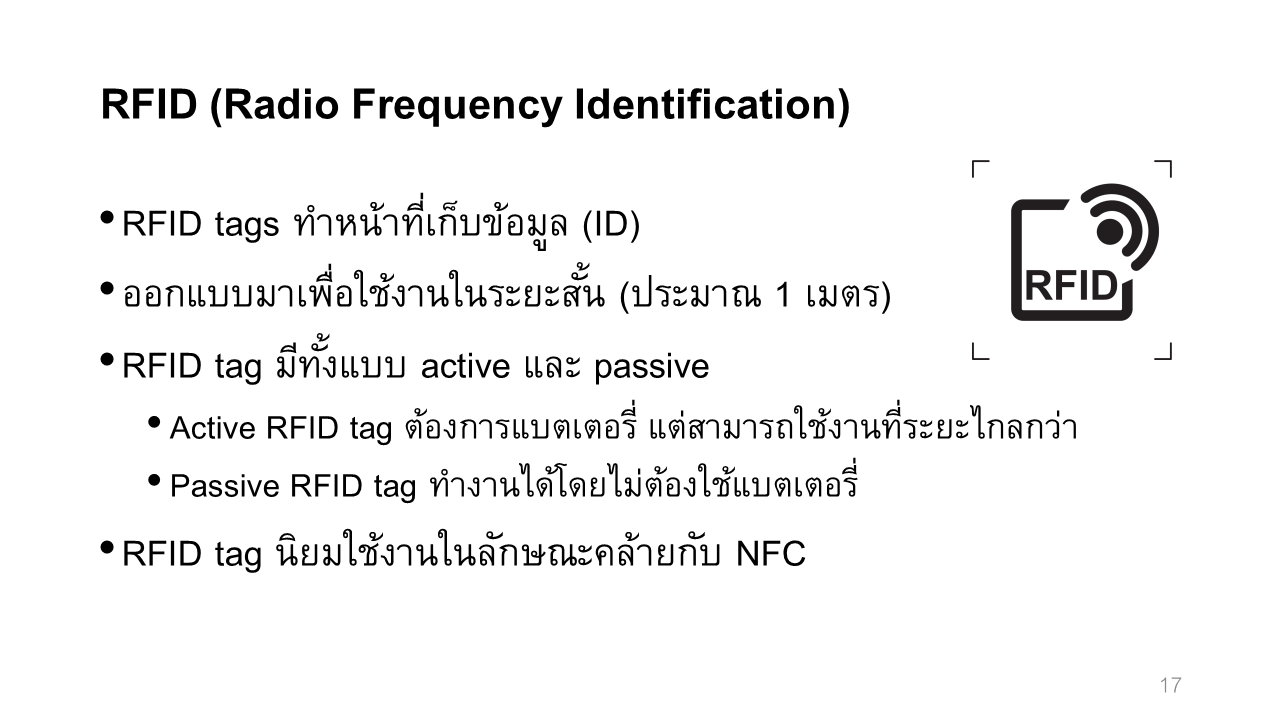 RFID (Radio Frequency Identification)
•RFID tags ทำหน้าที่เก็บข้อมูล (ID)
•ออกแบบมาเพื่อใช้งานในระยะสั้น (ประมาณ 1 เมตร)
•RFID tag มีทั้งแบบ active และ passive
•Active RFID tag ต้องการแบตเตอรี่ แต่สามารถใช้งานที่ระยะไกลกว่า
•Passive RFID tag ทำงานได้โดยไม่ต้องใช้แบตเตอรี่
•RFID tag นิยมใช้งานในลักษณะคล้ายกับ NFC
RFID
17